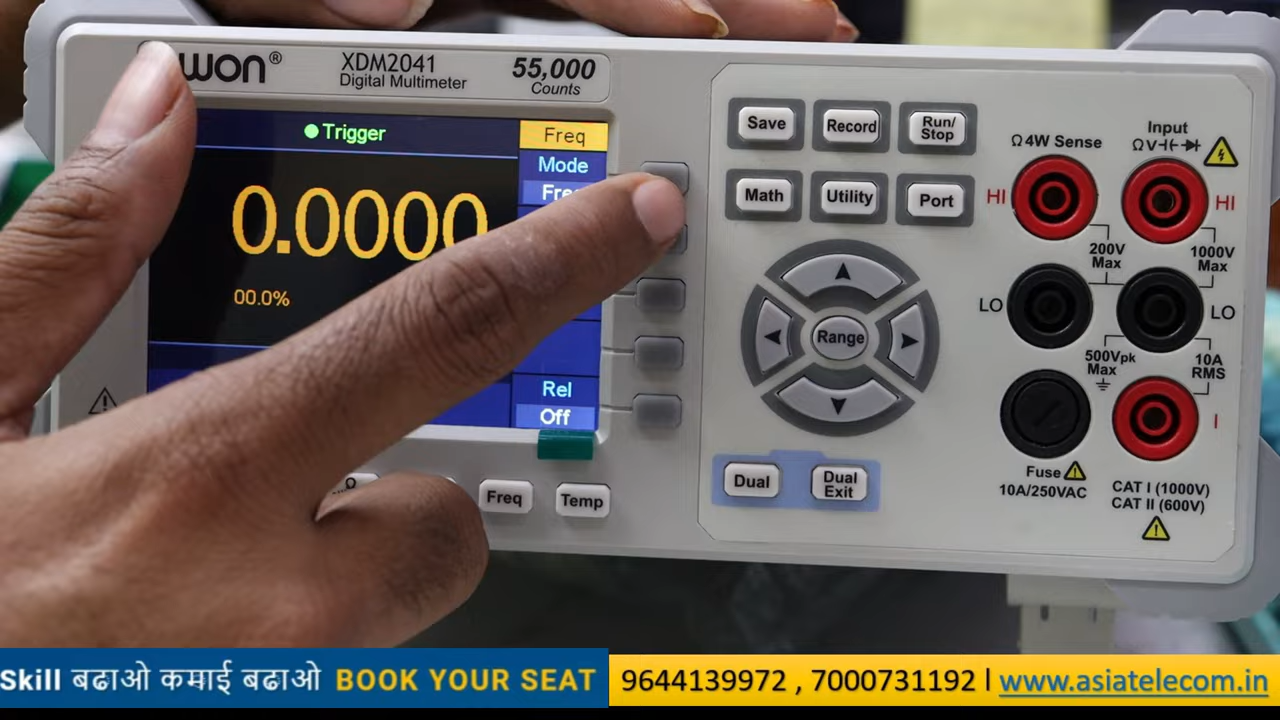 XDM2041
Digital Multimeter
55,000
Counts
Trigger
Freq
Mode
0.0000
00.0%
Rel
Off
Ω
Freq
Temp
Save
Record
Run/
Stop
Math
Utility
Port
Range
Dual
Dual
Exit
Ω 4W Sense
Input
ΩV
HI
HI
200V
Max
1000V
Max
LO
LO
500Vpk
Max
10A
RMS
I
Fuse
10A/250VAC
CAT I (1000V)
CAT II (600V)
Skill बढाओ कमाई बढाओ BOOK YOUR SEAT
9644139972 , 7000731192 l www.asiatelecom.in